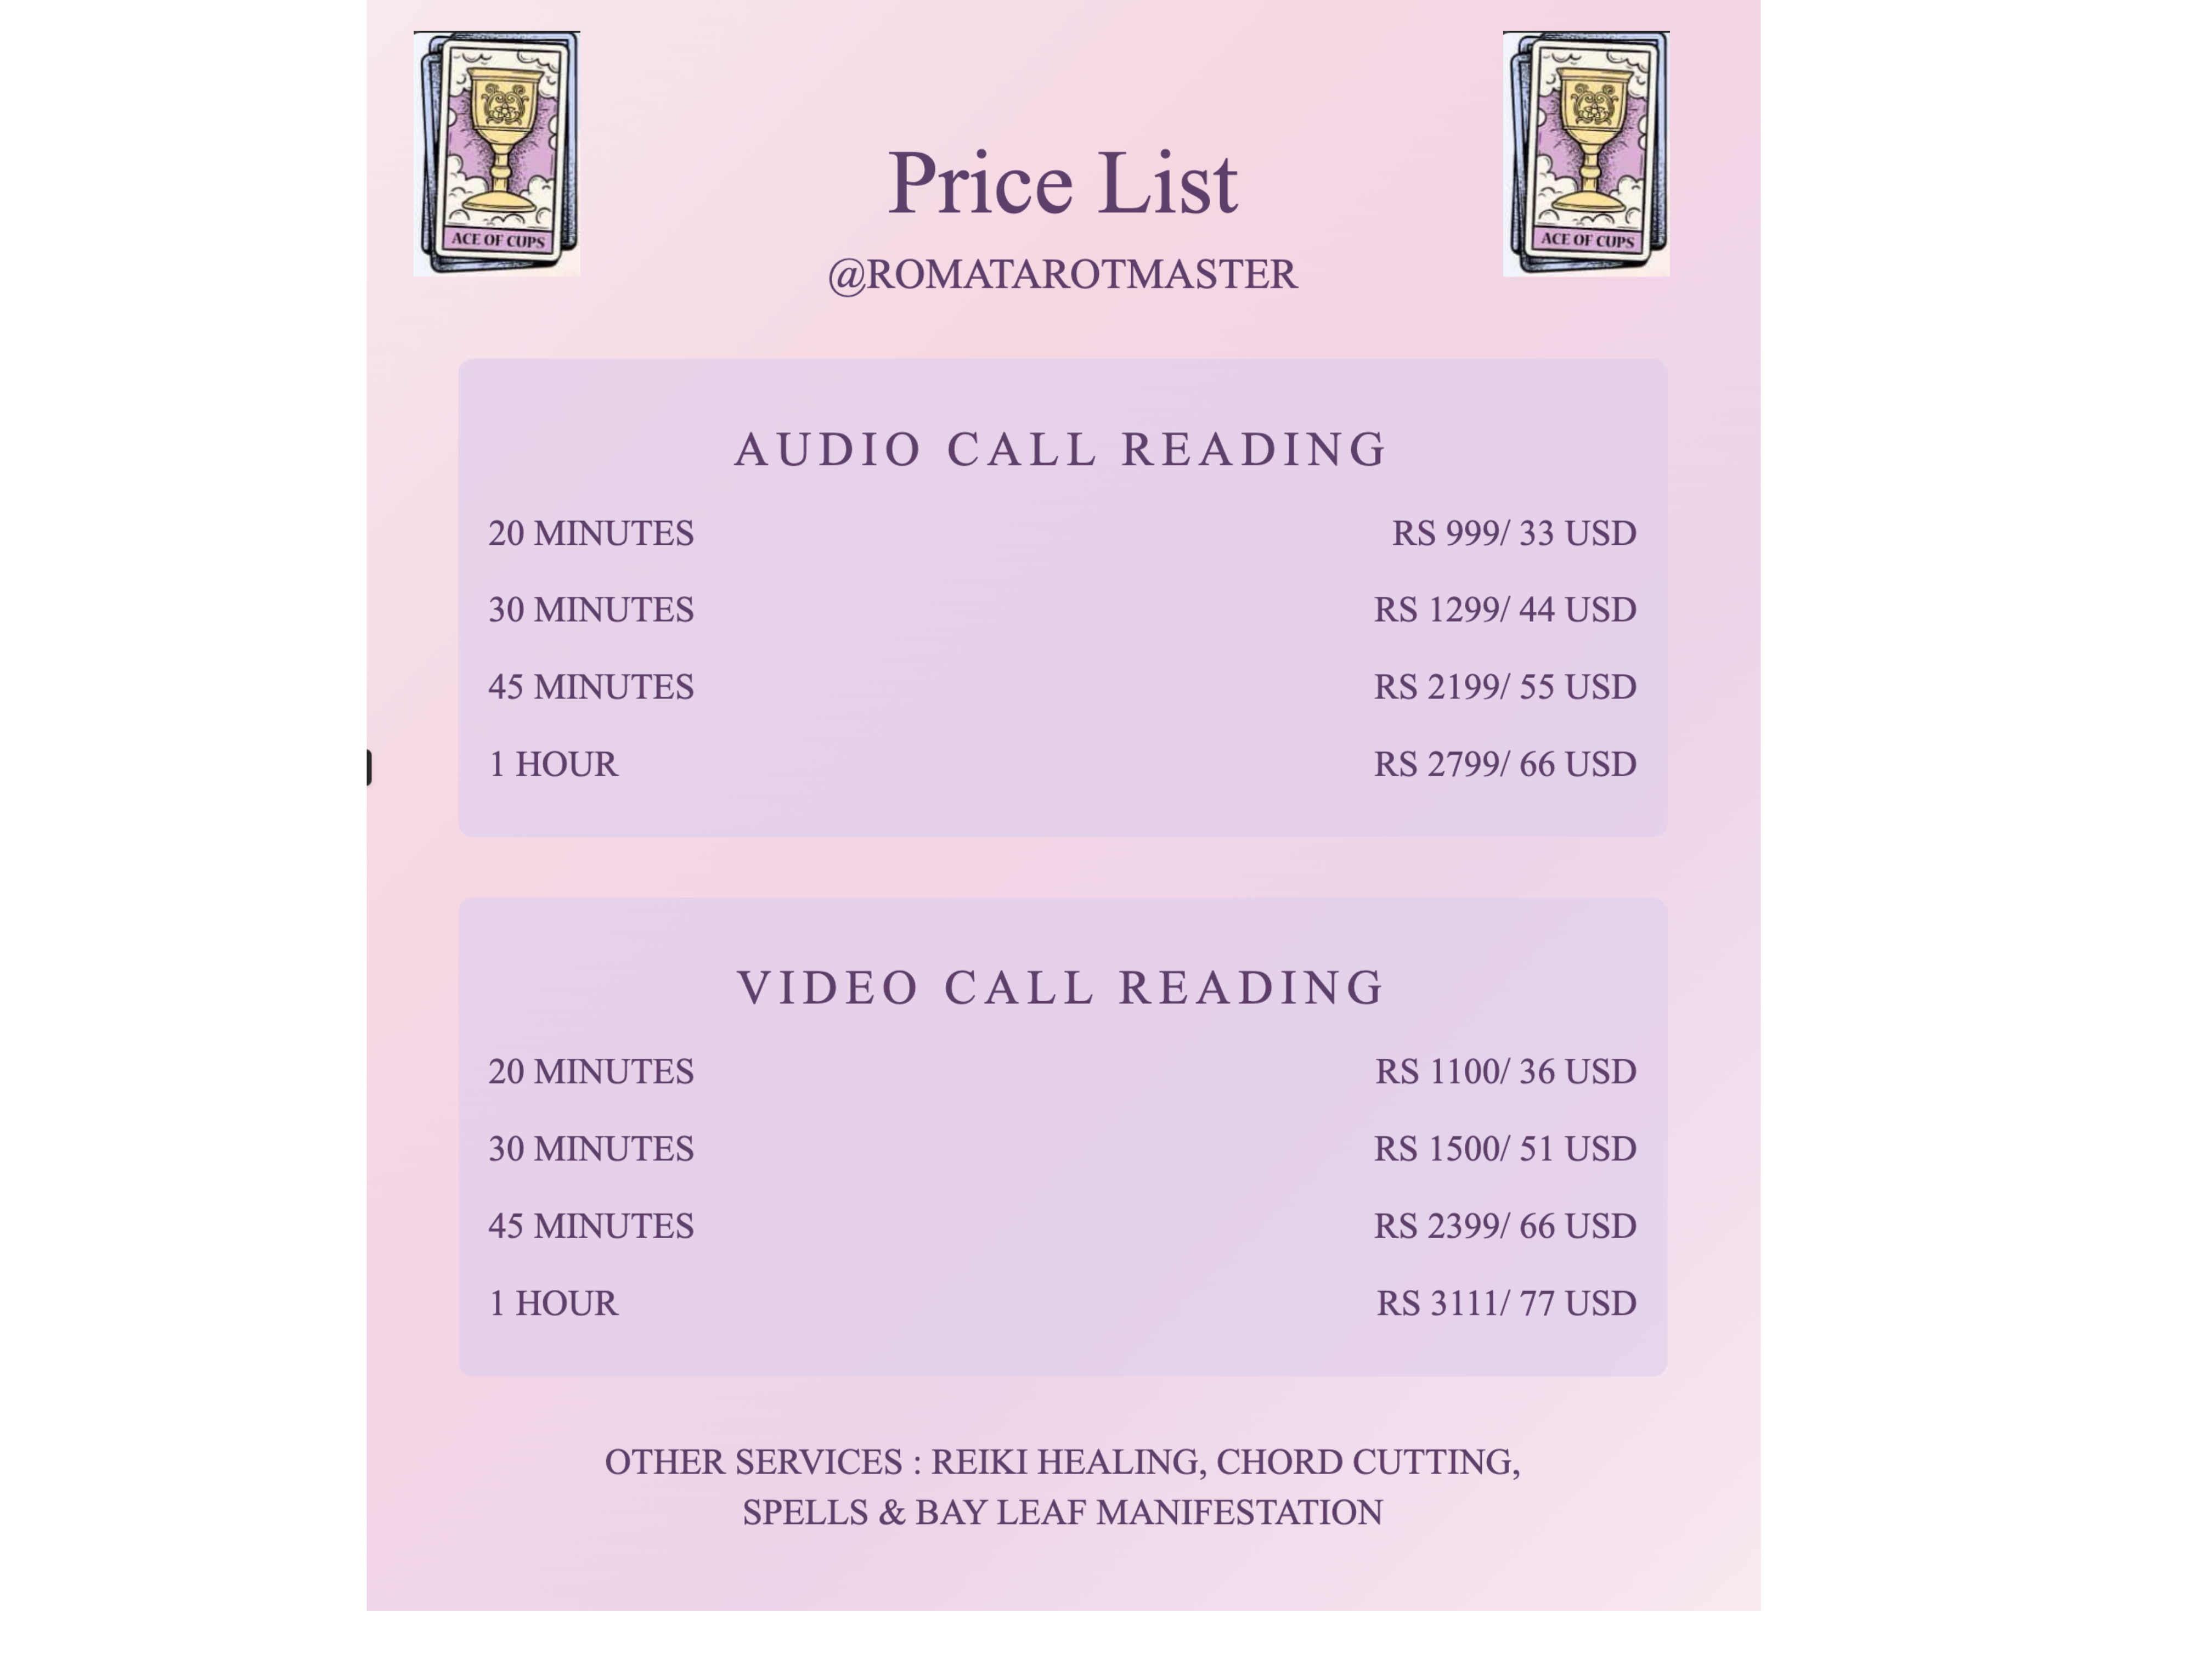 ACE OF CUPS
ACE OF CUPS
Price List
@ROMATAROTMASTER
AUDIO CALL READING
20 MINUTES RS 999/ 33 USD
30 MINUTES RS 1299/ 44 USD
45 MINUTES RS 2199/ 55 USD
1 HOUR RS 2799/ 66 USD
VIDEO CALL READING
20 MINUTES RS 1100/ 36 USD
30 MINUTES RS 1500/ 51 USD
45 MINUTES RS 2399/ 66 USD
1 HOUR RS 3111/ 77 USD
OTHER SERVICES : REIKI HEALING, CHORD CUTTING,
SPELLS & BAY LEAF MANIFESTATION